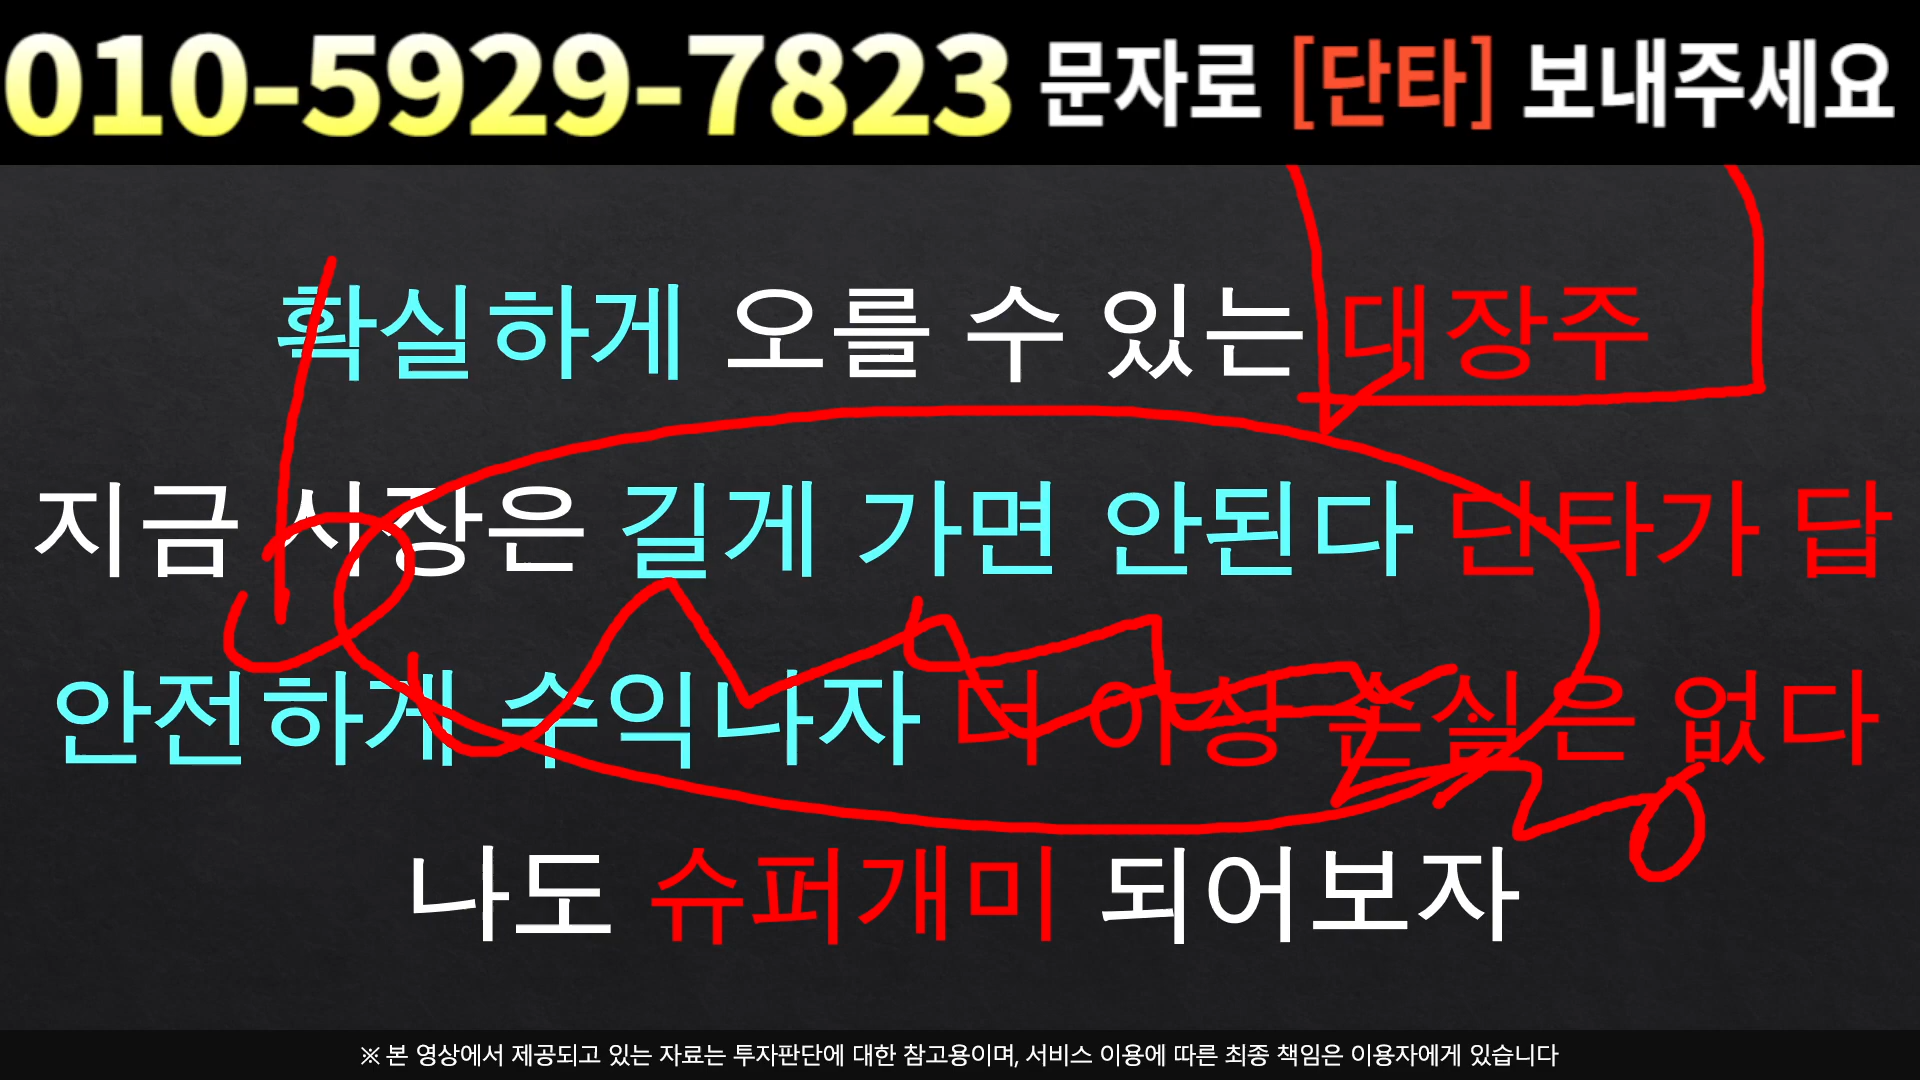 010-5929-7823 문자로 [단타] 보내주세요
확실하게 오를 수 있는 대장주
지금 시장은 길게 가면 안된다 단타가 답
안전하게 수익나자 더 이상 손실은 없다
나도 슈퍼개미 되어보자
※ 본 영상에서 제공되고 있는 자료는 투자판단에 대한 참고용이며, 서비스 이용에 따른 최종 책임은 이용자에게 있습니다